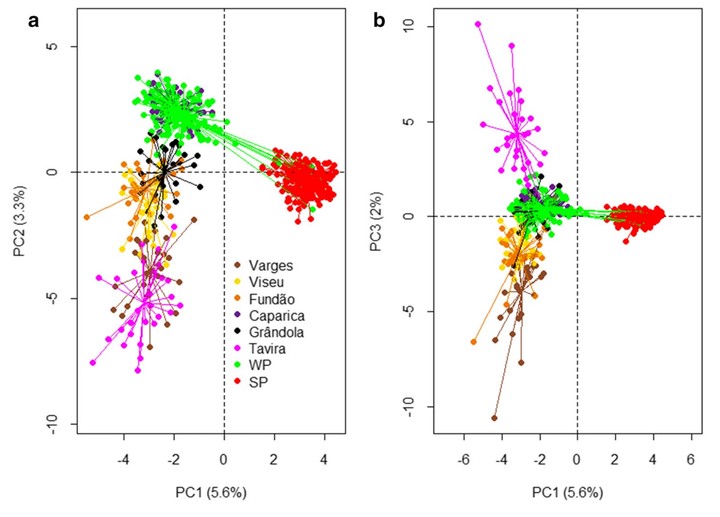 a
5
0
-5
-10
PC2 (3.3%)
Varges
Viseu
Fundão
Caparica
Grândola
Tavira
WP
SP
-4 -2 0 2 4
PC1 (5.6%)
b
10
5
0
-5
-10
PC3 (2%)
-6 -4 -2 0 2 4 6
PC1 (5.6%)